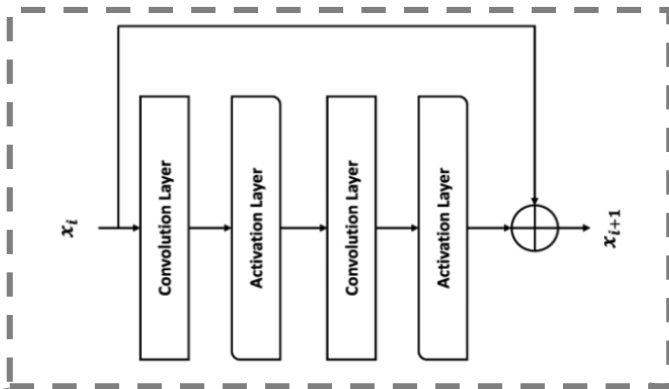 x_i
Convolution Layer
Activation Layer
Convolution Layer
Activation Layer
x_{i+1}